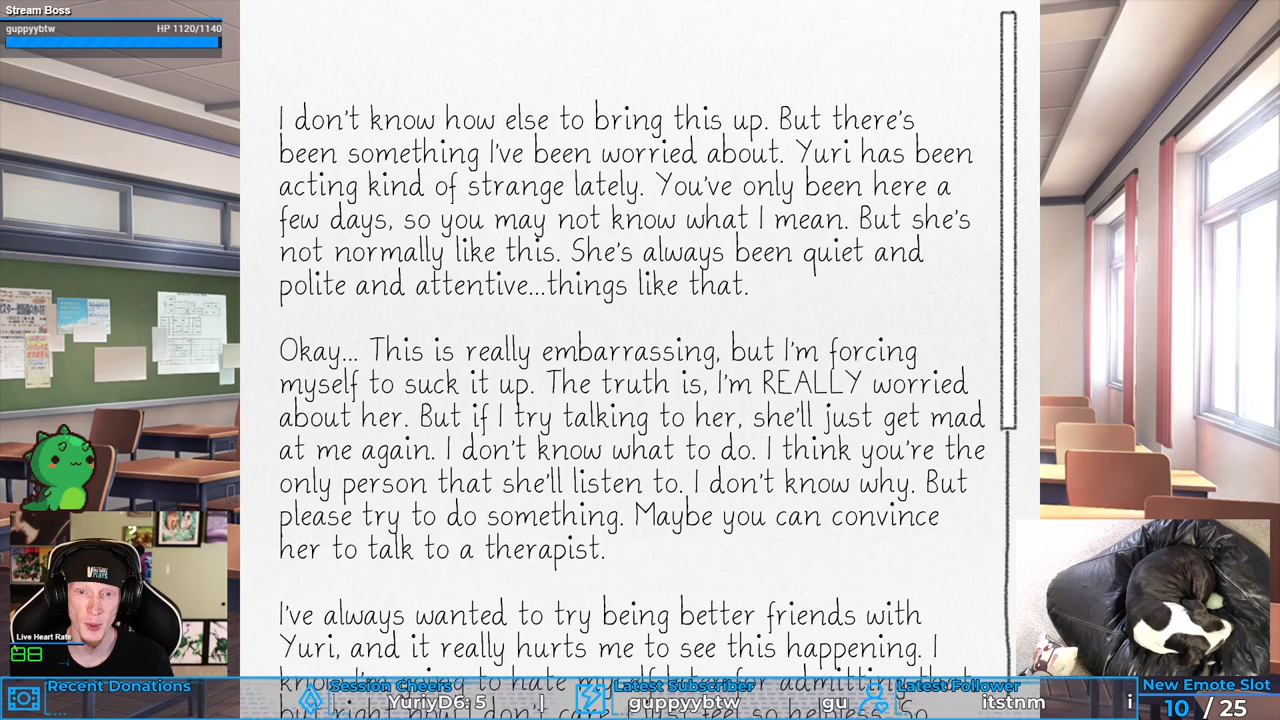 Stream Boss
guppyybtw HP 1120/1140
I don't know how else to bring this up. But there's
been something I've been worried about. Yuri has been
acting kind of strange lately. You've only been here a
few days, so you may not know what I mean. But she's
not normally like this. She's always been quiet and
polite and attentive...things like that.
Okay... This is really embarrassing, but I'm forcing
myself to suck it up. The truth is, I'm REALLY worried
about her. But if I try talking to her, she'll just get mad
at me again. I don't know what to do. I think you're the
only person that she'll listen to. I don't know why. But
please try to do something. Maybe you can convince
her to talk to a therapist.
I've always wanted to try being better friends with
Yuri, and it really hurts me to see this happening. I
Live Heart Rate
88
Recent Donations
Session Cheers
YuriyD6: 5
Latest Subscriber
guppyybtw gu
Latest Follower
itstnm i
New Emote Slot
10 / 25